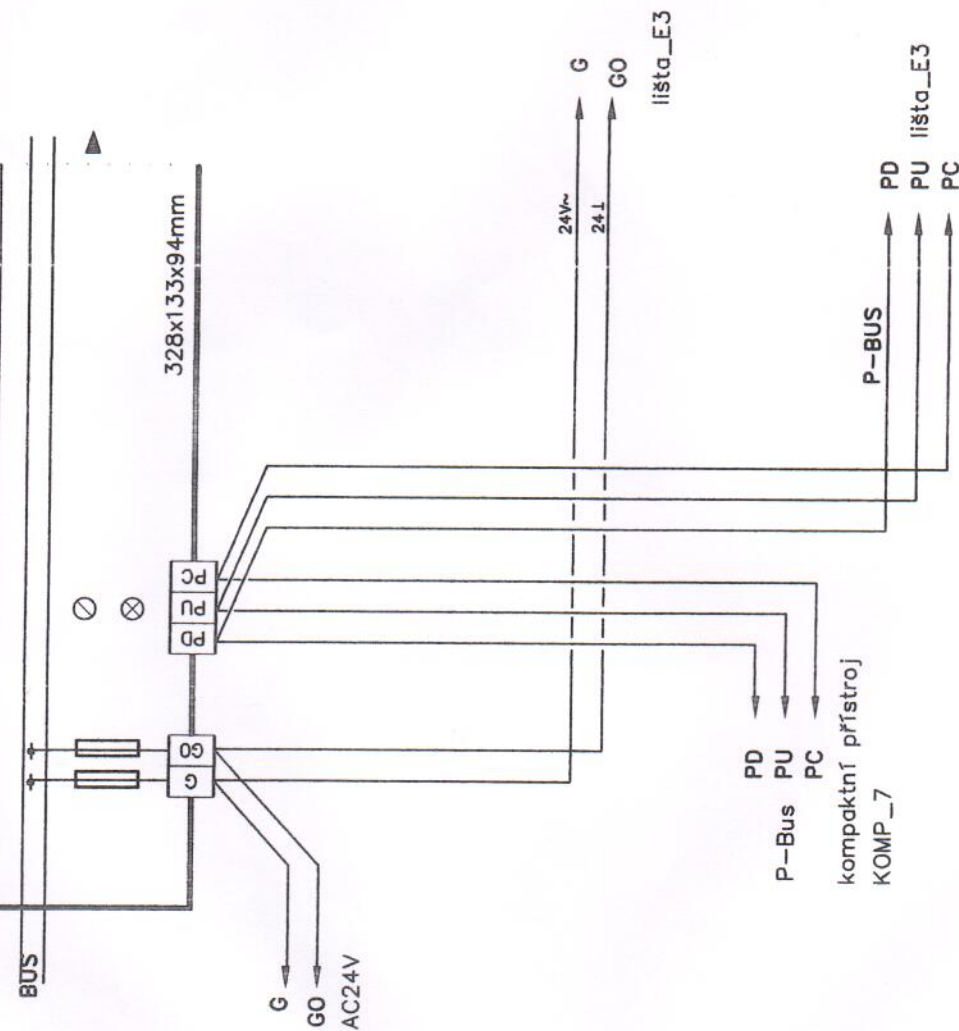 BUS
328x133x94mm
G
GO
PD
PU
PC
G
GO
AC24V
24V~
24⊥
G
GO
lišta_E3
P-BUS
PD
PU lišta_E3
PC
PD
P-Bus PU
PC
kompaktní přístroj
KOMP_7